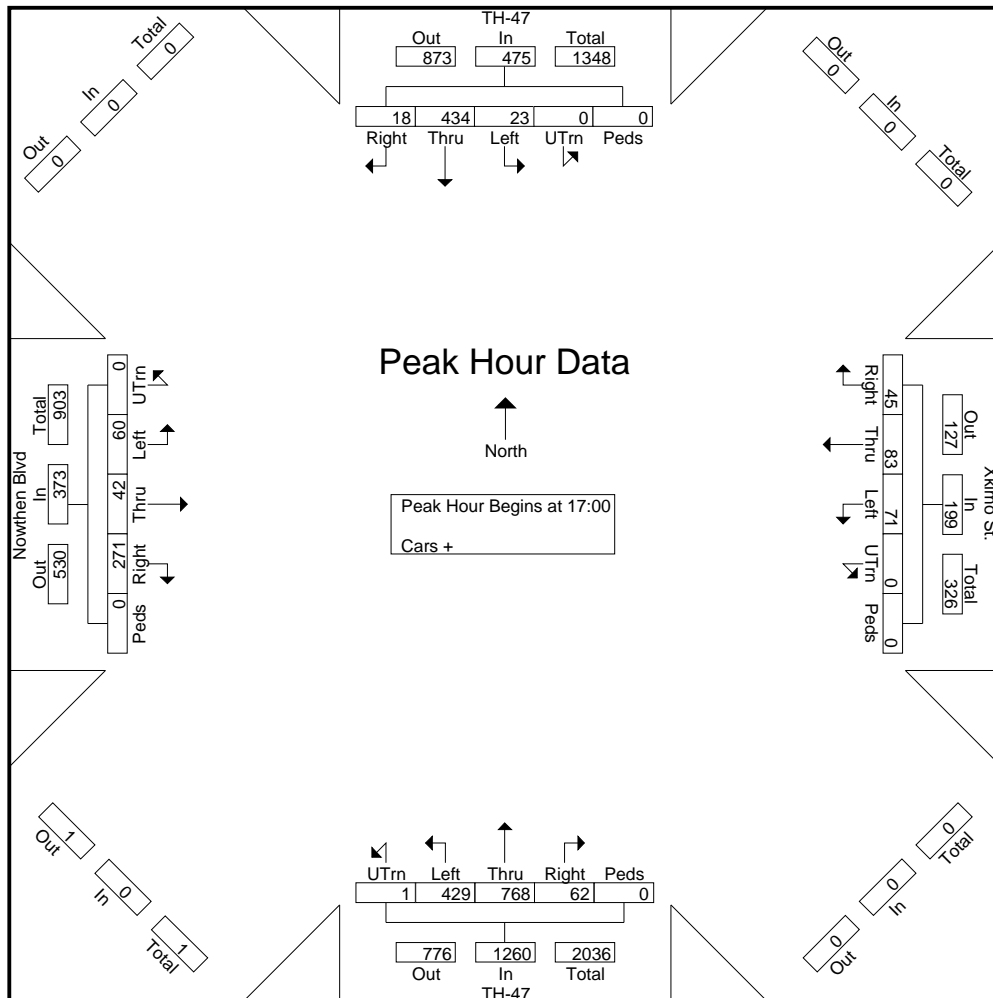 TH-47
Out In Total
873 475 1348
18 434 23 0 0
Right Thru Left UTrn Peds
Total
0
In
0
Out
0
Out
0
In
0
Total
0
Peak Hour Data
North
Peak Hour Begins at 17:00
Cars +
Nowthen Blvd
Total In Out
903 373 530
0 60 42 271 0
UTrn Left Thru Right Peds
Right Thru Left UTrn Peds
45 83 71 0 0
Out In Total
127 199 326
St.
Out
1
In
0
Total
1
Total
0
In
0
Out
0
UTrn Left Thru Right Peds
1 429 768 62 0
776 1260 2036
Out In Total
TH-47